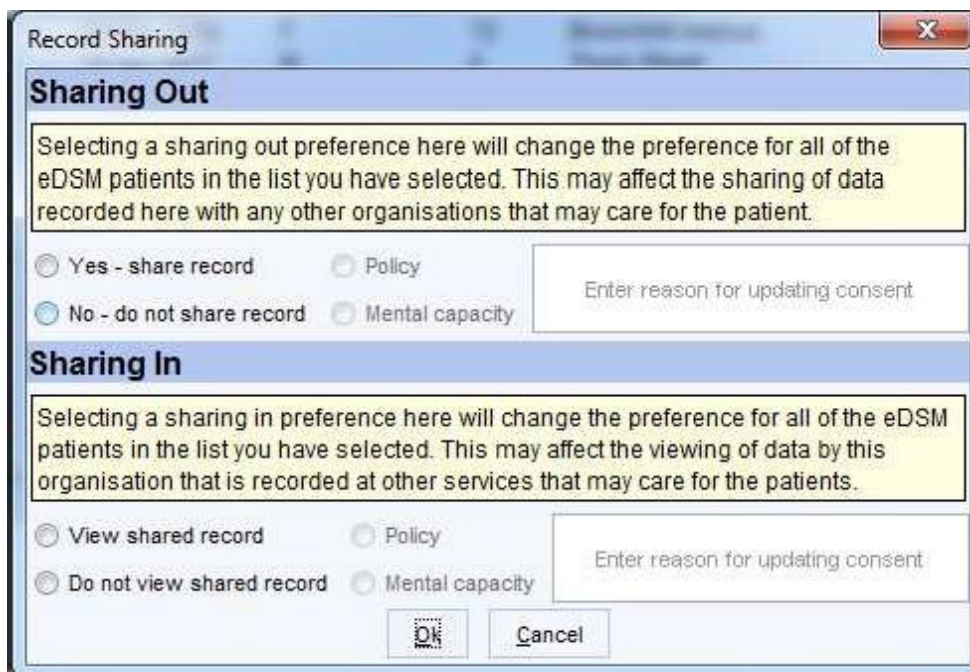 Record Sharing
Sharing Out
Selecting a sharing out preference here will change the preference for all of the
eDSM patients in the list you have selected. This may affect the sharing of data
recorded here with any other organisations that may care for the patient.
Yes - share record Policy
Enter reason for updating consent
No - do not share record Mental capacity
Sharing In
Selecting a sharing in preference here will change the preference for all of the eDSM
patients in the list you have selected. This may affect the viewing of data by this
organisation that is recorded at other services that may care for the patients.
View shared record Policy
Enter reason for updating consent
Do not view shared record Mental capacity
Ok Cancel